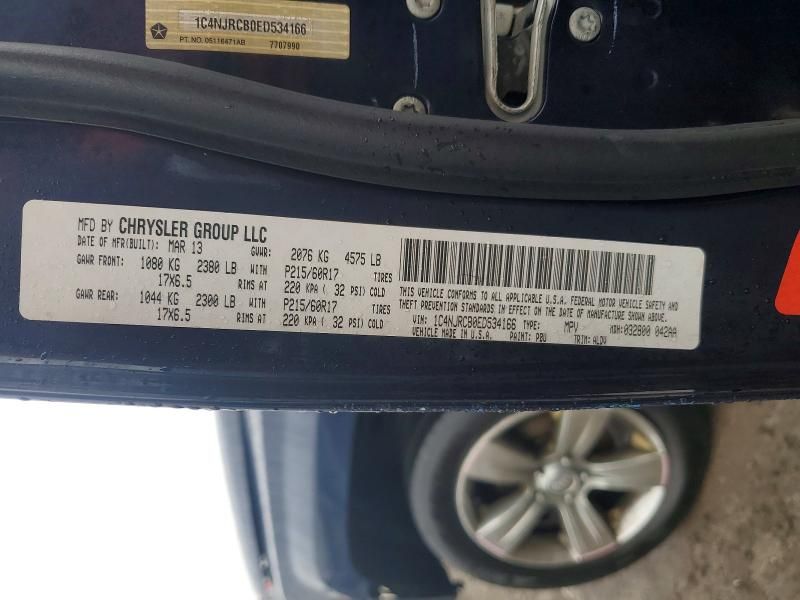 1C4NJRCB0ED534166
PT. NO. 05116471AB 7707990
MFD BY CHRYSLER GROUP LLC
DATE OF MFR(BUILT): MAR 13 GVWR: 2076 KG 4575 LB
GAWR FRONT: 1080 KG 2380 LB WITH P215/60R17 TIRES
17X6.5 RIMS AT 220 KPA ( 32 PSI) COLD
GAWR REAR: 1044 KG 2300 LB WITH P215/60R17 TIRES
17X6.5 RIMS AT 220 KPA ( 32 PSI) COLD
THIS VEHICLE CONFORMS TO ALL APPLICABLE U.S.A. FEDERAL MOTOR VEHICLE SAFETY AND
THEFT PREVENTION STANDARDS IN EFFECT ON THE DATE OF MANUFACTURE SHOWN ABOVE.
VIN: 1C4NJRCB0ED534166 TYPE: MPV MDH: 032800 042AA
VEHICLE MADE IN U.S.A. PAINT: PBU TRIM: ALDV